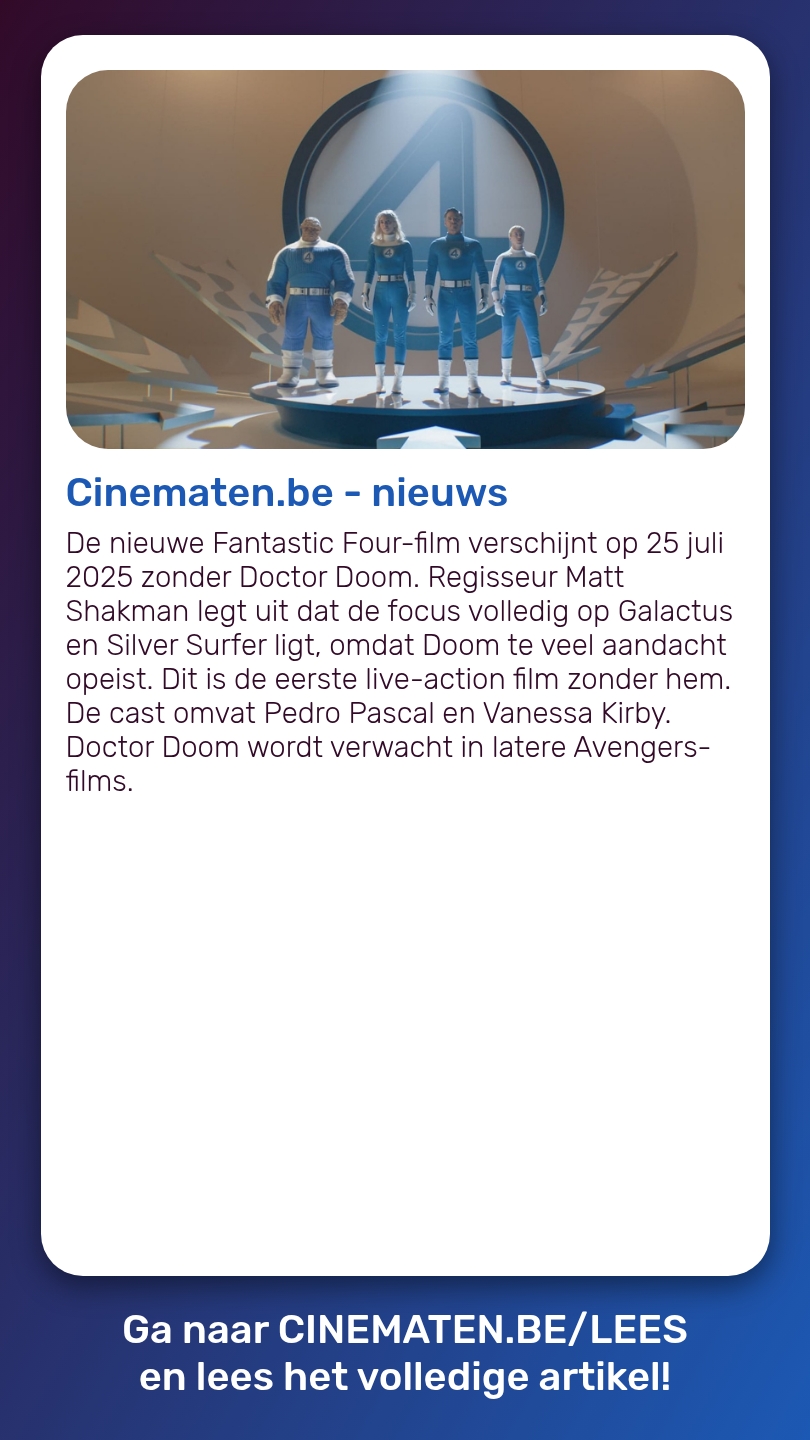 4
Cinematen.be - nieuws
De nieuwe Fantastic Four-film verschijnt op 25 juli
2025 zonder Doctor Doom. Regisseur Matt
Shakman legt uit dat de focus volledig op Galactus
en Silver Surfer ligt, omdat Doom te veel aandacht
opeist. Dit is de eerste live-action film zonder hem.
De cast omvat Pedro Pascal en Vanessa Kirby.
Doctor Doom wordt verwacht in latere Avengers-
films.
Ga naar CINEMATEN.BE/LEES
en lees het volledige artikel!